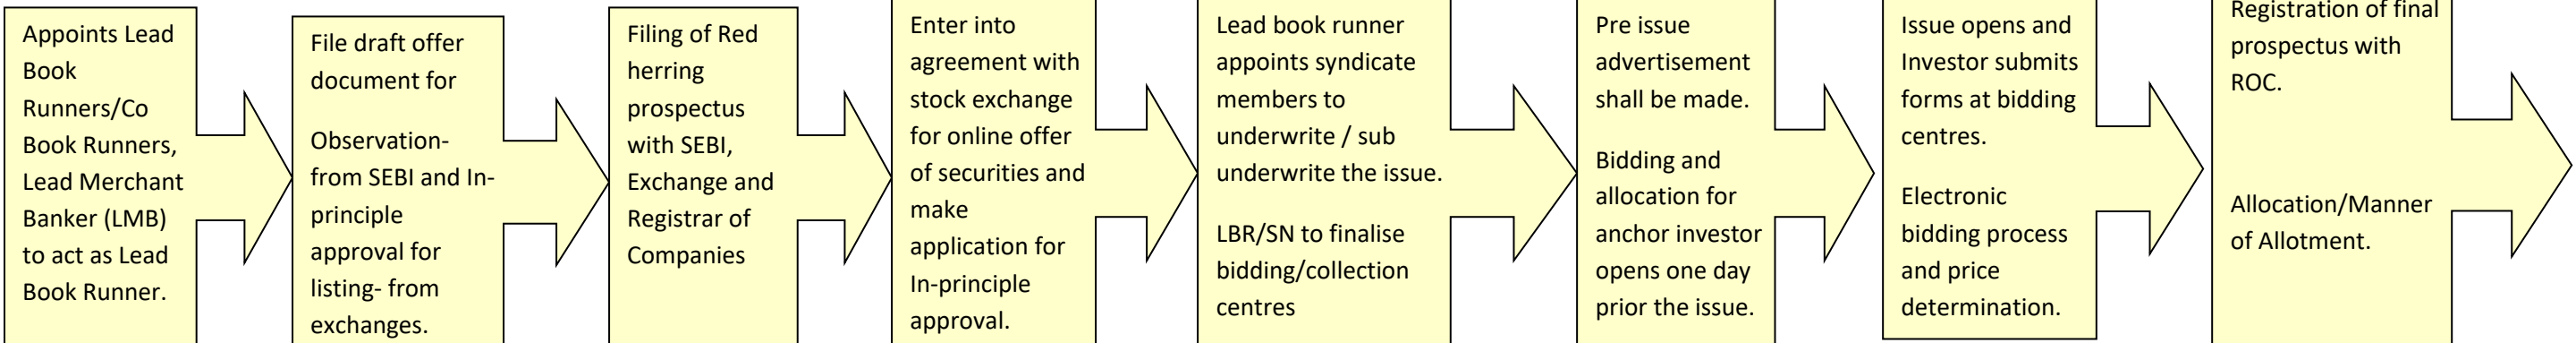 Appoints Lead
Book
Runners/Co
Book Runners,
Lead Merchant
Banker (LMB)
to act as Lead
Book Runner.
File draft offer
document for
Observation-
from SEBI and In-
principle
approval for
listing- from
exchanges.
Filing of Red
herring
prospectus
with SEBI,
Exchange and
Registrar of
Companies
Enter into
agreement with
stock exchange
for online offer
of securities and
make
application for
In-principle
approval.
Lead book runner
appoints syndicate
members to
underwrite / sub
underwrite the issue.
LBR/SN to finalise
bidding/collection
centres
Pre issue
advertisement
shall be made.
Bidding and
allocation for
anchor investor
opens one day
prior the issue.
Issue opens and
Investor submits
forms at bidding
centres.
Electronic
bidding process
and price
determination.
Registration of final
prospectus with
ROC.
Allocation/Manner
of Allotment.